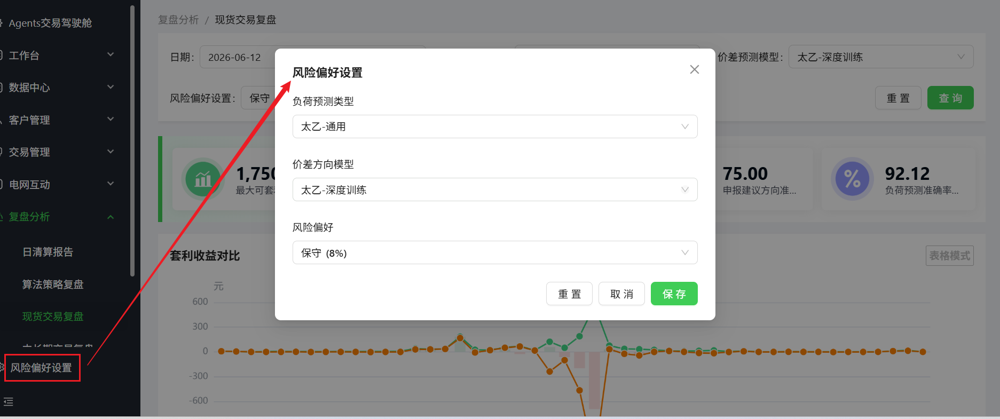 Agents交易驾驶舱
工作台
数据中心
客户管理
交易管理
电网互动
复盘分析
日清算报告
算法策略复盘
现货交易复盘
中长期交易复盘
风险偏好设置
复盘分析 / 现货交易复盘
日期: 2026-06-12
价差预测模型: 太乙-深度训练
风险偏好设置: 保守
重 置
查 询
1,750
最大可套
75.00
申报建议方向准...
92.12
负荷预测准确率...
套利收益对比
表格模式
元
600
300
0
-300
-600
风险偏好设置
负荷预测类型
太乙-通用
价差方向模型
太乙-深度训练
风险偏好
保守 (8%)
重 置
取 消
保 存